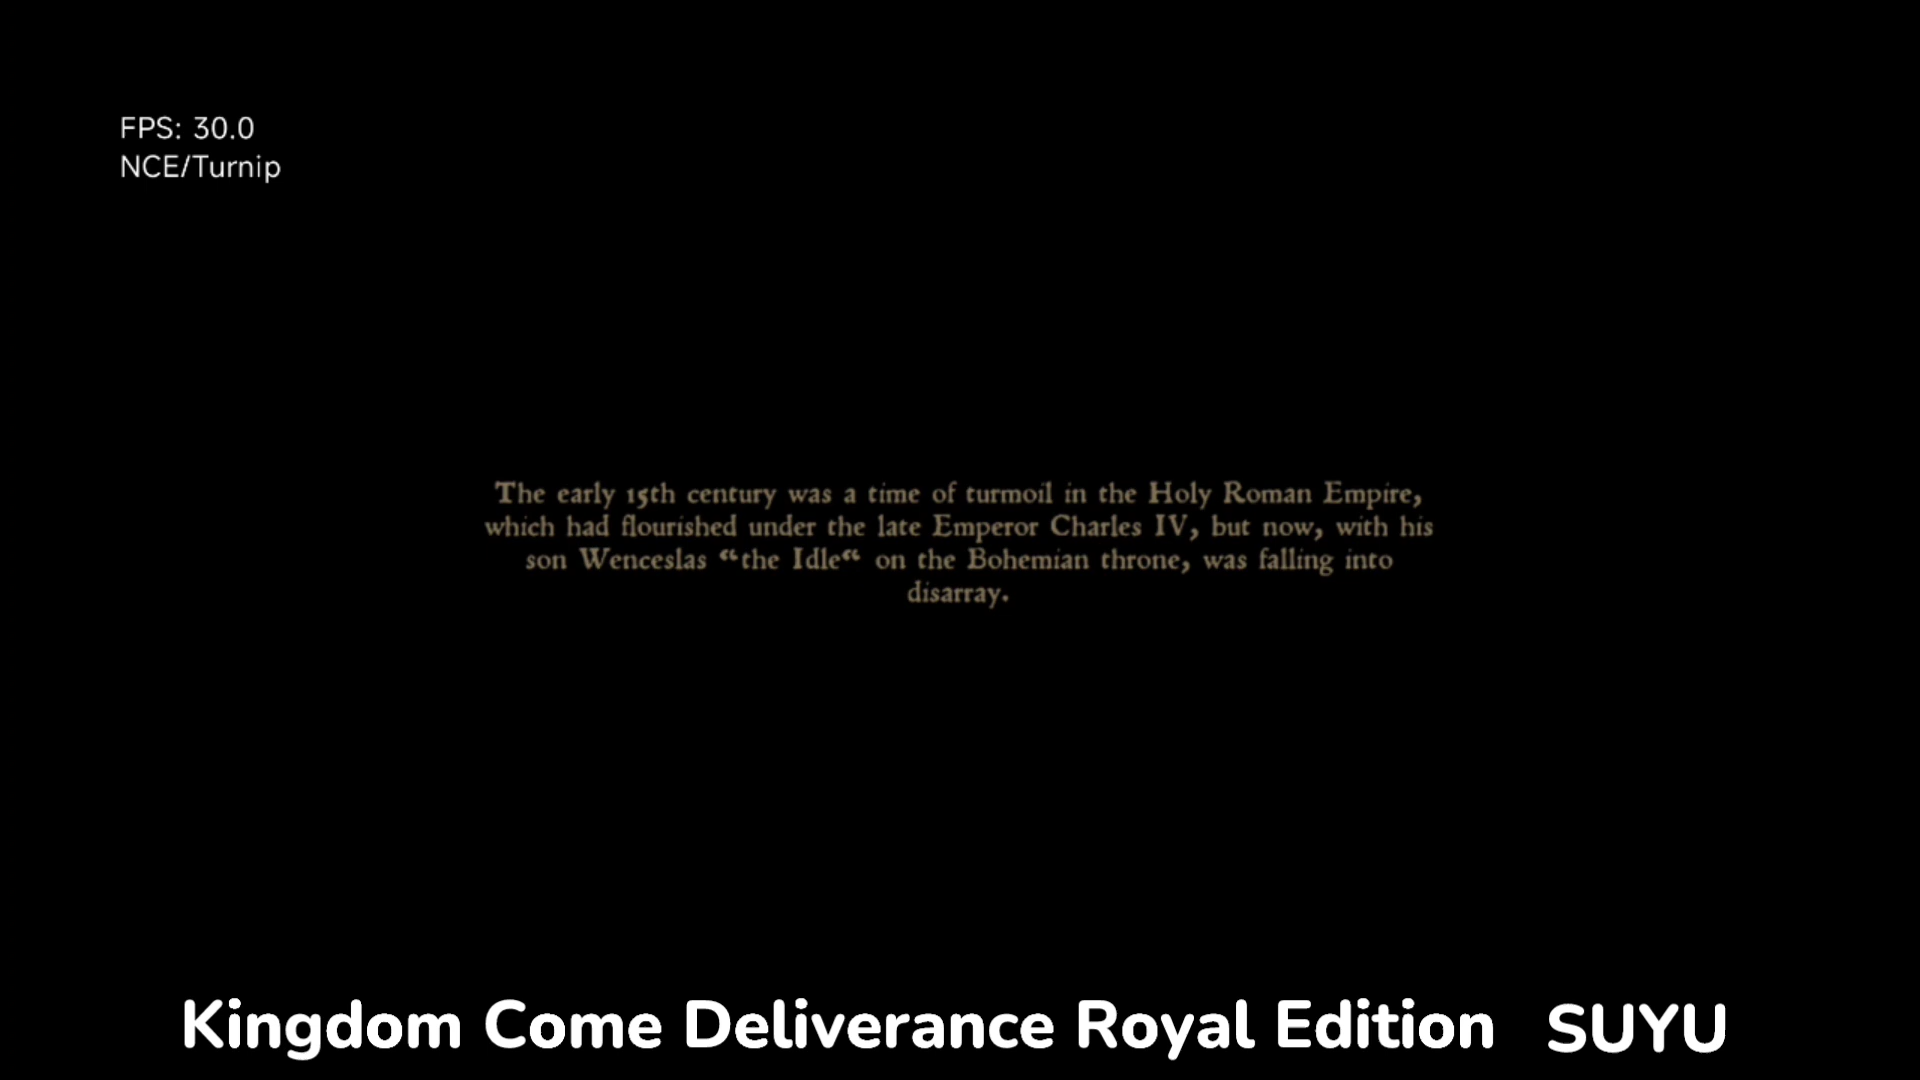 FPS: 30.0
NCE/Turnip
The early 15th century was a time of turmoil in the Holy Roman Empire,
which had flourished under the late Emperor Charles IV, but now, with his
son Wenceslas “the Idle“ on the Bohemian throne, was falling into
disarray.
Kingdom Come Deliverance Royal Edition SUYU